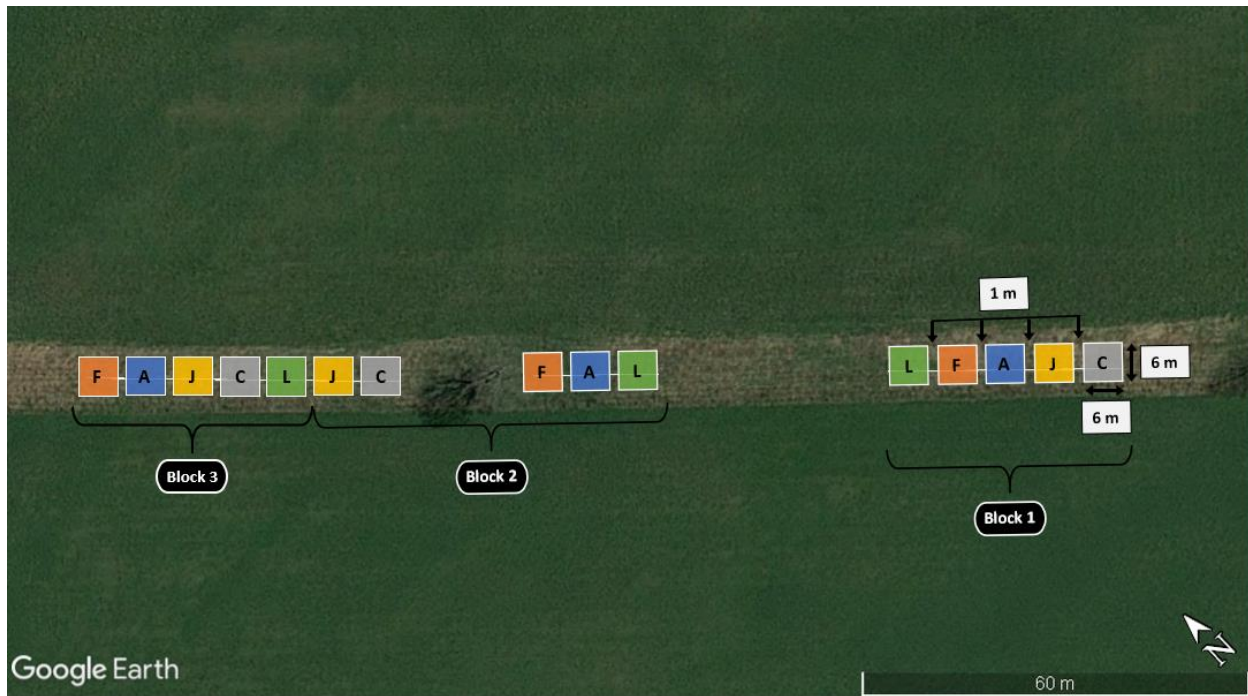 1 m
F A J C L J C F A L L F A J C
6 m
6 m
Block 3
Block 2
Block 1
N
Google Earth
60 m